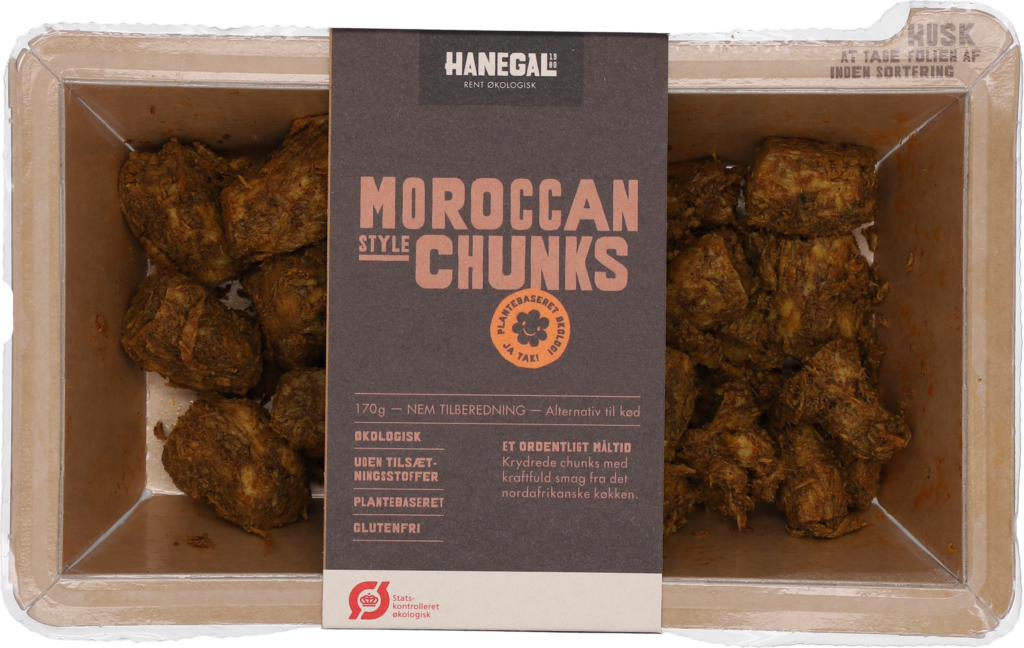 HUSK
AT TAGE FOLIEN AF
INDEN SORTERING
HANEGAL 1980
RENT ØKOLOGISK
MOROCCAN
STYLE CHUNKS
PLANTEBASERET ØKOLOGI
JA TAK!
170g — NEM TILBEREDNING — Alternativ til kød
ØKOLOGISK
UDEN TILSÆT-
NINGSSTOFFER
PLANTEBASERET
GLUTENFRI
ET ORDENTLIGT MÅLTID
Krydrede chunks med
kraftfuld smag fra det
nordafrikanske køkken.
Ø
Stats-
kontrolleret
økologisk